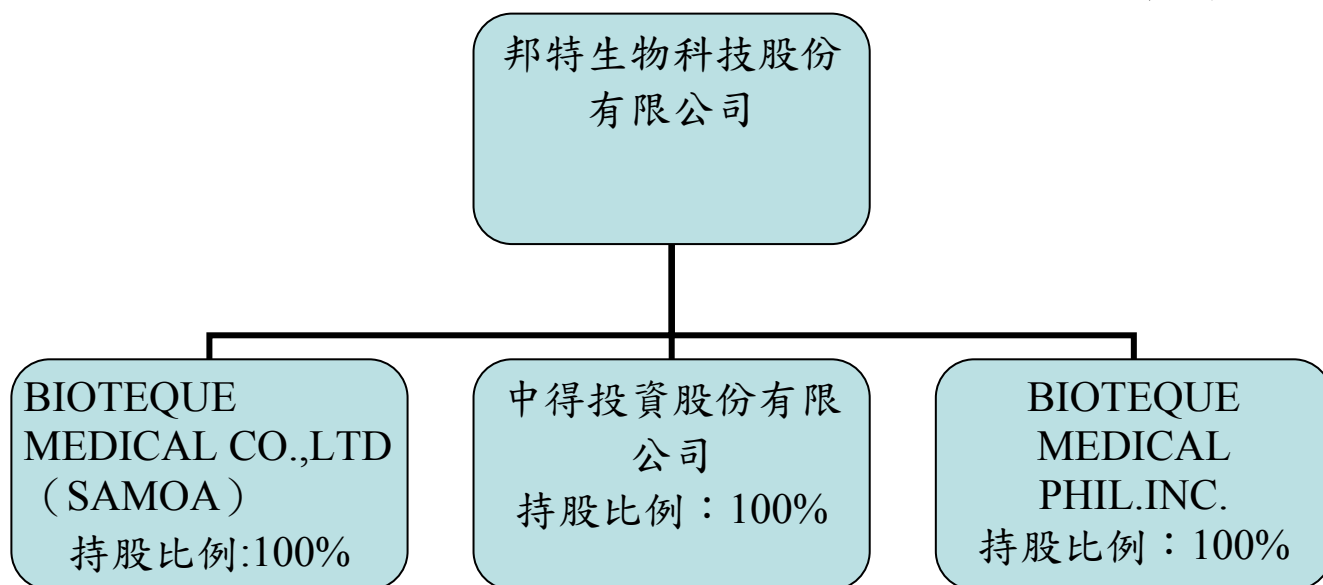 邦特生物科技股份
有限公司
BIOTEQUE
MEDICAL CO.,LTD
（SAMOA）
持股比例:100%
中得投資股份有限
公司
持股比例：100%
BIOTEQUE
MEDICAL
PHIL.INC.
持股比例：100%